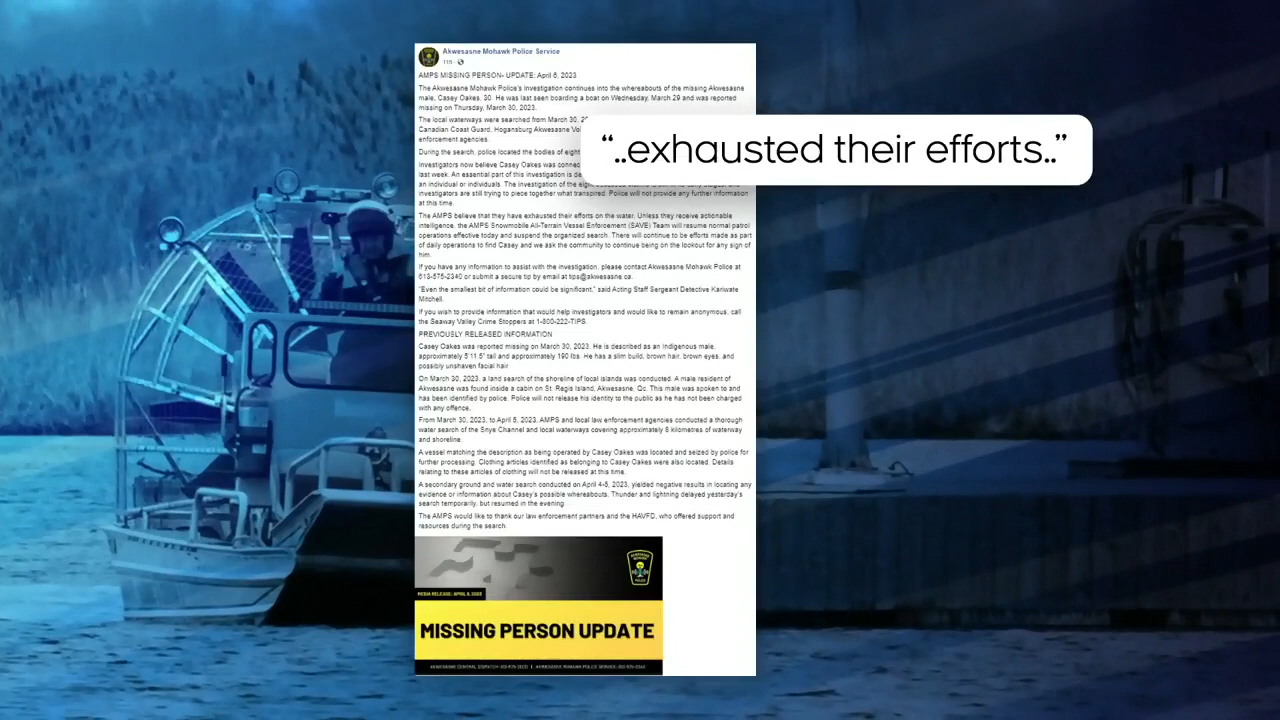 Akwesasne Mohawk Police Service
11h
AMPS MISSING PERSON- UPDATE: April 6, 2023
The Akwesasne Mohawk Police's investigation continues into the whereabouts of the missing Akwesasne
male, Casey Oakes, 30. He was last seen boarding a boat on Wednesday, March 29 and was reported
missing on Thursday, March 30, 2023.
The local waterways were searched from March 30,
Canadian Coast Guard, Hogansburg Akwesasne
enforcement agencies.
During the search, police located the bodies of eight
Investigators now believe Casey Oakes was
last week. An essential part of this investigation is
an individual or individuals. The investigation of the
investigators are still trying to piece together what transpired. Police will not provide any further information
at this time.
“..exhausted their efforts..”
The AMPS believe that they have exhausted their efforts on the water. Unless they receive actionable
intelligence, the AMPS Snowmobile All-Terrain Vessel Enforcement (SAVE) Team will resume normal patrol
operations effective today and suspend the organized search. There will continue to be efforts made as part
of daily operations to find Casey and we ask the community to continue being on the lookout for any sign of
him.
If you have any information to assist with the investigation, please contact Akwesasne Mohawk Police at
613-575-2340 or submit a secure tip by email at tips@akwesasne.ca.
"Even the smallest bit of information could be significant," said Acting Staff Sergeant Detective Kariwate
Mitchell.
If you wish to provide information that would help investigators and would like to remain anonymous, call
the Seaway Valley Crime Stoppers at 1-800-222-TIPS.
PREVIOUSLY RELEASED INFORMATION
Casey Oakes was reported missing on March 30, 2023. He is described as an Indigenous male,
approximately 5'11.5" tall and approximately 190 lbs. He has a slim build, brown hair, brown eyes, and
possibly unshaven facial hair
On March 30, 2023, a land search of the shoreline of local islands was conducted. A male resident of
Akwesasne was found inside a cabin on St. Regis Island, Akwesasne, Qc. This male was spoken to and
has been identified by police. Police will not release his identity to the public as he has not been charged
with any offence.
From March 30, 2023, to April 5, 2023, AMPS and local law enforcement agencies conducted a thorough
water search of the Snye Channel and local waterways covering approximately 8 kilometres of waterway
and shoreline.
A vessel matching the description as being operated by Casey Oakes was located and seized by police for
further processing. Clothing articles identified as belonging to Casey Oakes were also located. Details
relating to these articles of clothing will not be released at this time.
A secondary ground and water search conducted on April 4-5, 2023, yielded negative results in locating any
evidence or information about Casey's possible whereabouts. Thunder and lightning delayed yesterday's
search temporarily, but resumed in the evening
The AMPS would like to thank our law enforcement partners and the HAVFD, who offered support and
resources during the search.
MEDIA RELEASE: APRIL 6, 2023
MISSING PERSON UPDATE